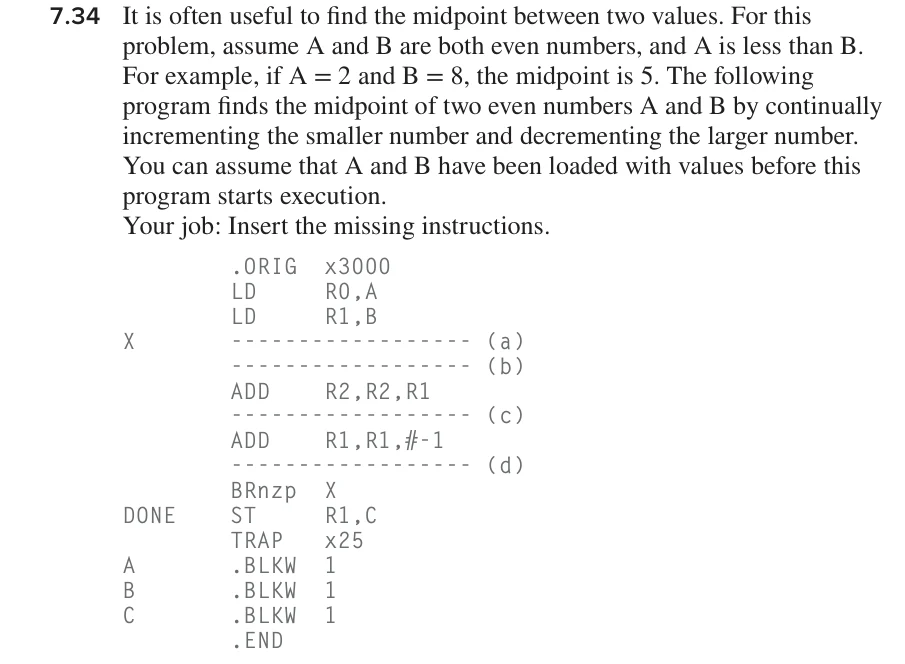 7.34 It is often useful to find the midpoint between two values. For this
problem, assume A and B are both even numbers, and A is less than B.
For example, if A = 2 and B = 8, the midpoint is 5. The following
program finds the midpoint of two even numbers A and B by continually
incrementing the smaller number and decrementing the larger number.
You can assume that A and B have been loaded with values before this
program starts execution.
Your job: Insert the missing instructions.
.ORIG x3000
LD R0,A
LD R1,B
X ------------------ (a)
------------------ (b)
ADD R2,R2,R1
------------------ (c)
ADD R1,R1,#-1
------------------ (d)
BRnzp X
DONE ST R1,C
TRAP x25
A .BLKW 1
B .BLKW 1
C .BLKW 1
.END